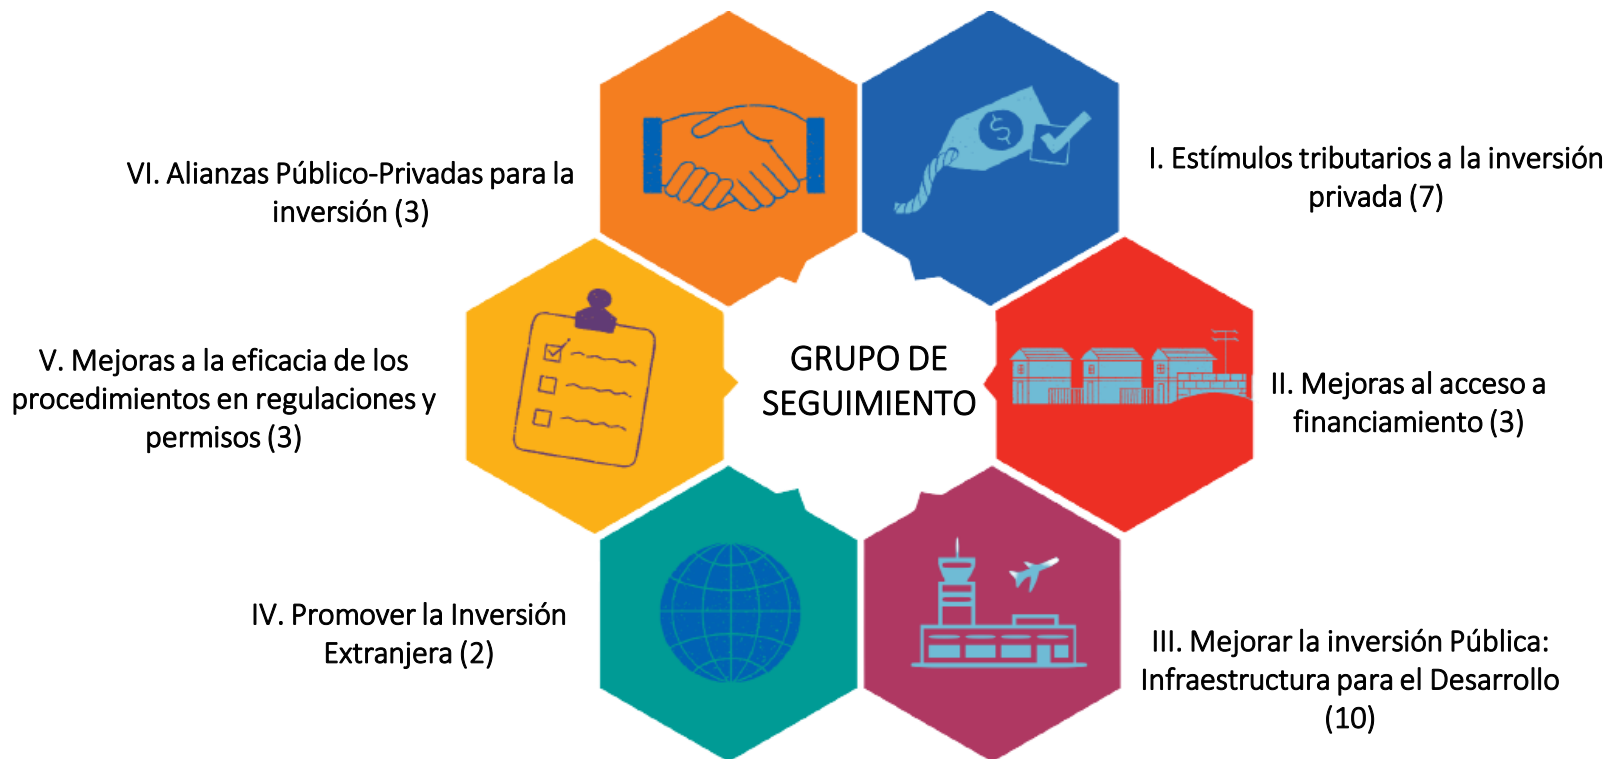 VI. Alianzas Público-Privadas para la
inversión (3)
I. Estímulos tributarios a la inversión
privada (7)
V. Mejoras a la eficacia de los
procedimientos en regulaciones y
permisos (3)
GRUPO DE
SEGUIMIENTO
II. Mejoras al acceso a
financiamiento (3)
IV. Promover la Inversión
Extranjera (2)
III. Mejorar la inversión Pública:
Infraestructura para el Desarrollo
(10)
$